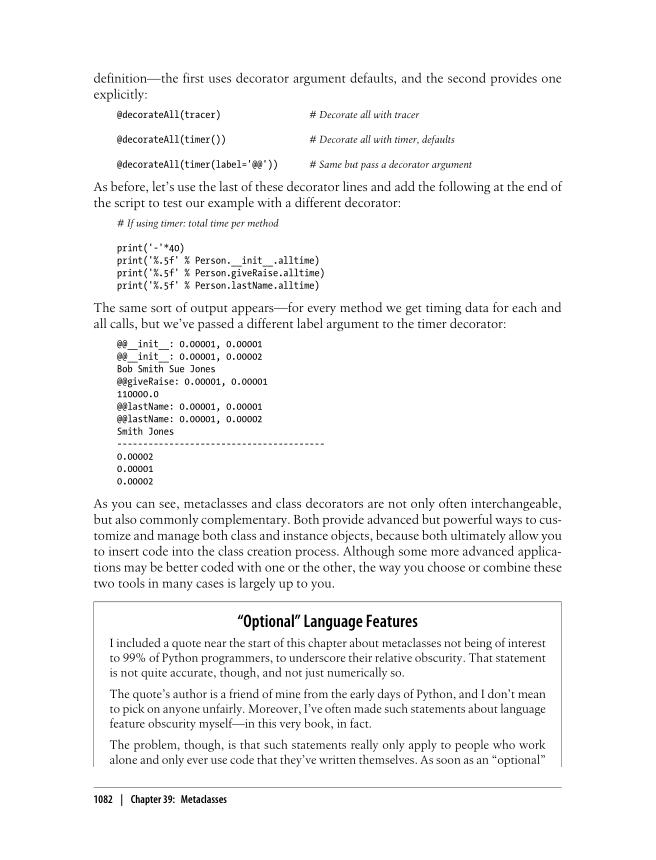 definition—the first uses decorator argument defaults, and the second provides one
explicitly:
@decorateAll(tracer) # Decorate all with tracer
@decorateAll(timer()) # Decorate all with timer, defaults
@decorateAll(timer(label='@@')) # Same but pass a decorator argument
As before, let’s use the last of these decorator lines and add the following at the end of
the script to test our example with a different decorator:
# If using timer: total time per method
print('-'*40)
print('%.5f' % Person.__init__.alltime)
print('%.5f' % Person.giveRaise.alltime)
print('%.5f' % Person.lastName.alltime)
The same sort of output appears—for every method we get timing data for each and
all calls, but we’ve passed a different label argument to the timer decorator:
@@__init__: 0.00001, 0.00001
@@__init__: 0.00001, 0.00002
Bob Smith Sue Jones
@@giveRaise: 0.00001, 0.00001
110000.0
@@lastName: 0.00001, 0.00001
@@lastName: 0.00001, 0.00002
Smith Jones
----------------------------------------
0.00002
0.00001
0.00002
As you can see, metaclasses and class decorators are not only often interchangeable,
but also commonly complementary. Both provide advanced but powerful ways to cus-
tomize and manage both class and instance objects, because both ultimately allow you
to insert code into the class creation process. Although some more advanced applica-
tions may be better coded with one or the other, the way you choose or combine these
two tools in many cases is largely up to you.
“Optional” Language Features
I included a quote near the start of this chapter about metaclasses not being of interest
to 99% of Python programmers, to underscore their relative obscurity. That statement
is not quite accurate, though, and not just numerically so.
The quote’s author is a friend of mine from the early days of Python, and I don’t mean
to pick on anyone unfairly. Moreover, I’ve often made such statements about language
feature obscurity myself—in this very book, in fact.
The problem, though, is that such statements really only apply to people who work
alone and only ever use code that they’ve written themselves. As soon as an “optional”
1082 | Chapter 39: Metaclasses